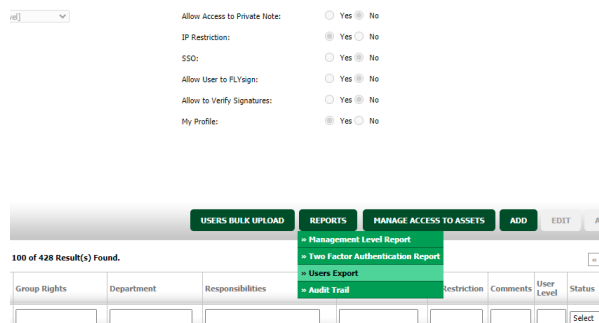 vel]
Allow Access to Private Note: Yes No
IP Restriction: Yes No
SSO: Yes No
Allow User to FLYsign: Yes No
Allow to Verify Signatures: Yes No
My Profile: Yes No
USERS BULK UPLOAD REPORTS MANAGE ACCESS TO ASSETS ADD EDIT A
» Management Level Report
100 of 428 Result(s) Found. » Two Factor Authentication Report «
» Users Export
Group Rights Department Responsibilities » Audit Trail Restriction Comments User Level Status
Select